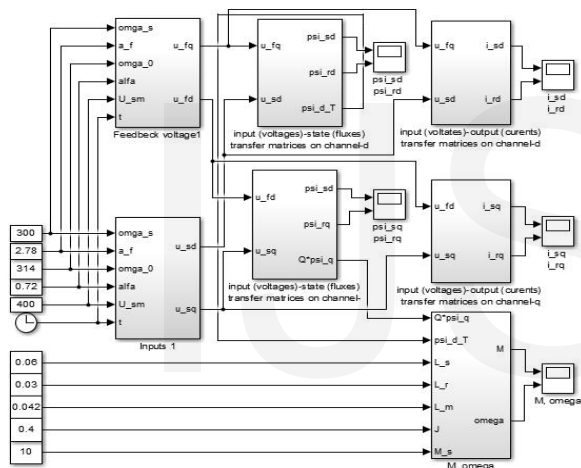 omga_s
a_f
omga_0
alfa
U_sm
t
u_fq
u_fd
Feedbeck voltage1
u_fq
u_sd
psi_sd
psi_rd
psi_d_T
input (voltages)-state (fluxes)
transfer matrices on channel-d
psi_sd
psi_rd
u_fq
u_sd
i_sd
i_rd
input (voltates)-output (curents)
transfer matrices on channel-d
i_sd
i_rd
300
2.78
314
0.72
400
omga_s
a_f
omga_0
alfa
U_sm
t
u_sd
u_sq
Inputs 1
u_fd
u_sq
psi_sd
psi_rq
Q*psi_q
input (voltages)-state (fluxes)
transfer matrices on channel-
psi_sq
psi_rq
u_fd
u_sq
i_sq
i_rq
input (voltages)-output (curents)
transfer matrices on channel-q
i_sq
i_rq
0.06
0.03
0.042
0.4
10
Q*psi_q
psi_d_T
L_s
L_r
L_m
J
M_s
M
omega
M, omega
M, omega
IJS